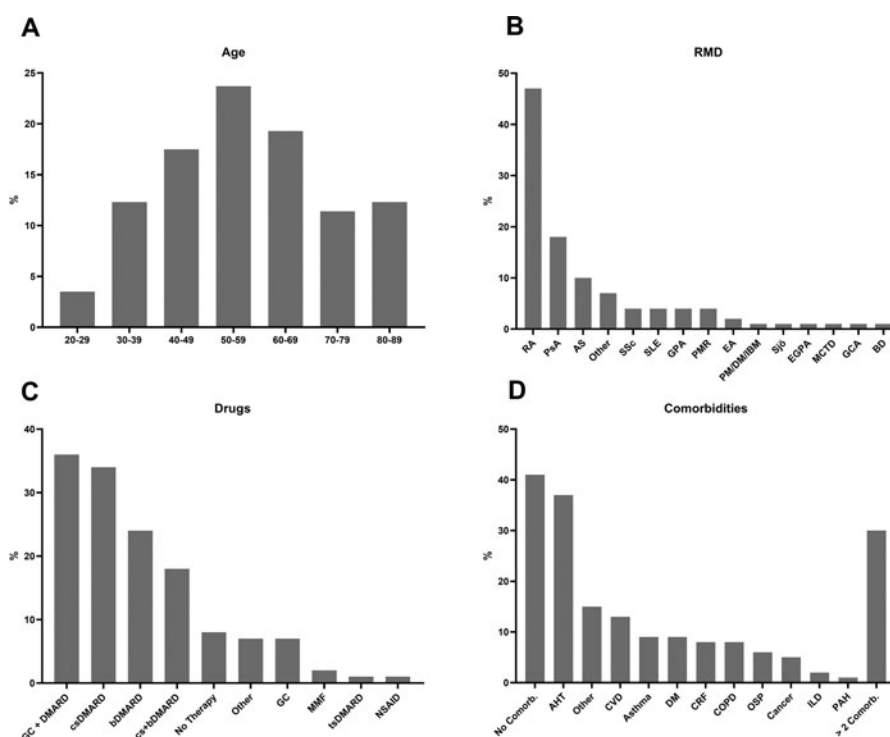 A
Age
25
20
15
10
5
0
%
20-29 30-39 40-49 50-59 60-69 70-79 80-89
B
RMD
50
40
30
20
10
0
%
RA PsA AS Other SSc SLE GPA PMR EA PM/DM/IBM Sjö EGPA MCTD GCA BD
C
Drugs
40
30
20
10
0
%
GC + DMARD csDMARD bDMARD cs+bDMARD No Therapy Other GC MMF tsDMARD NSAID
D
Comorbidities
50
40
30
20
10
0
%
No Comorb. AHT Other CVD Asthma DM CRF COPD OSP Cancer ILD PAH > 2 Comorb.